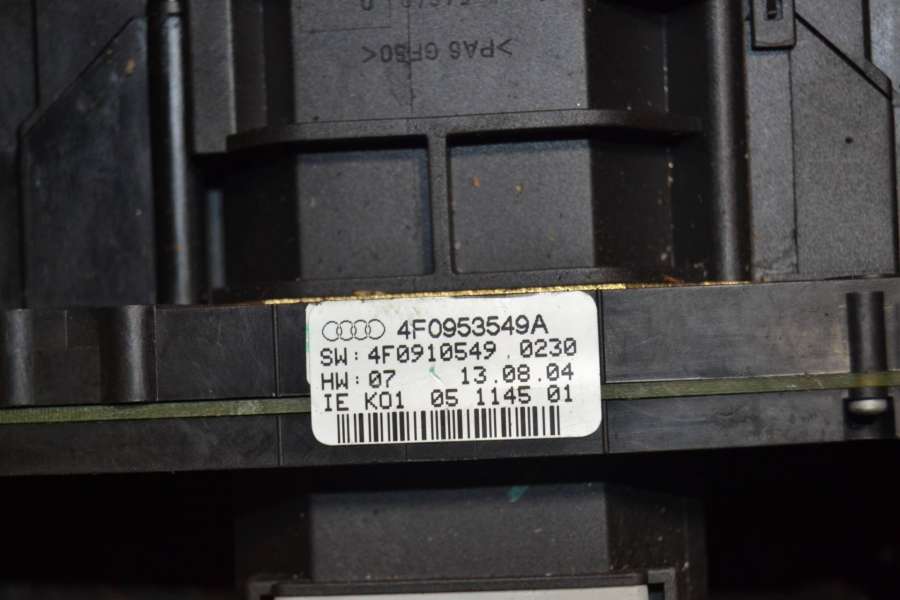 >PA6 GF30<
4F0953549A
SW: 4F0910549 0230
HW: 07 13.08.04
IE K01 05 1145 01